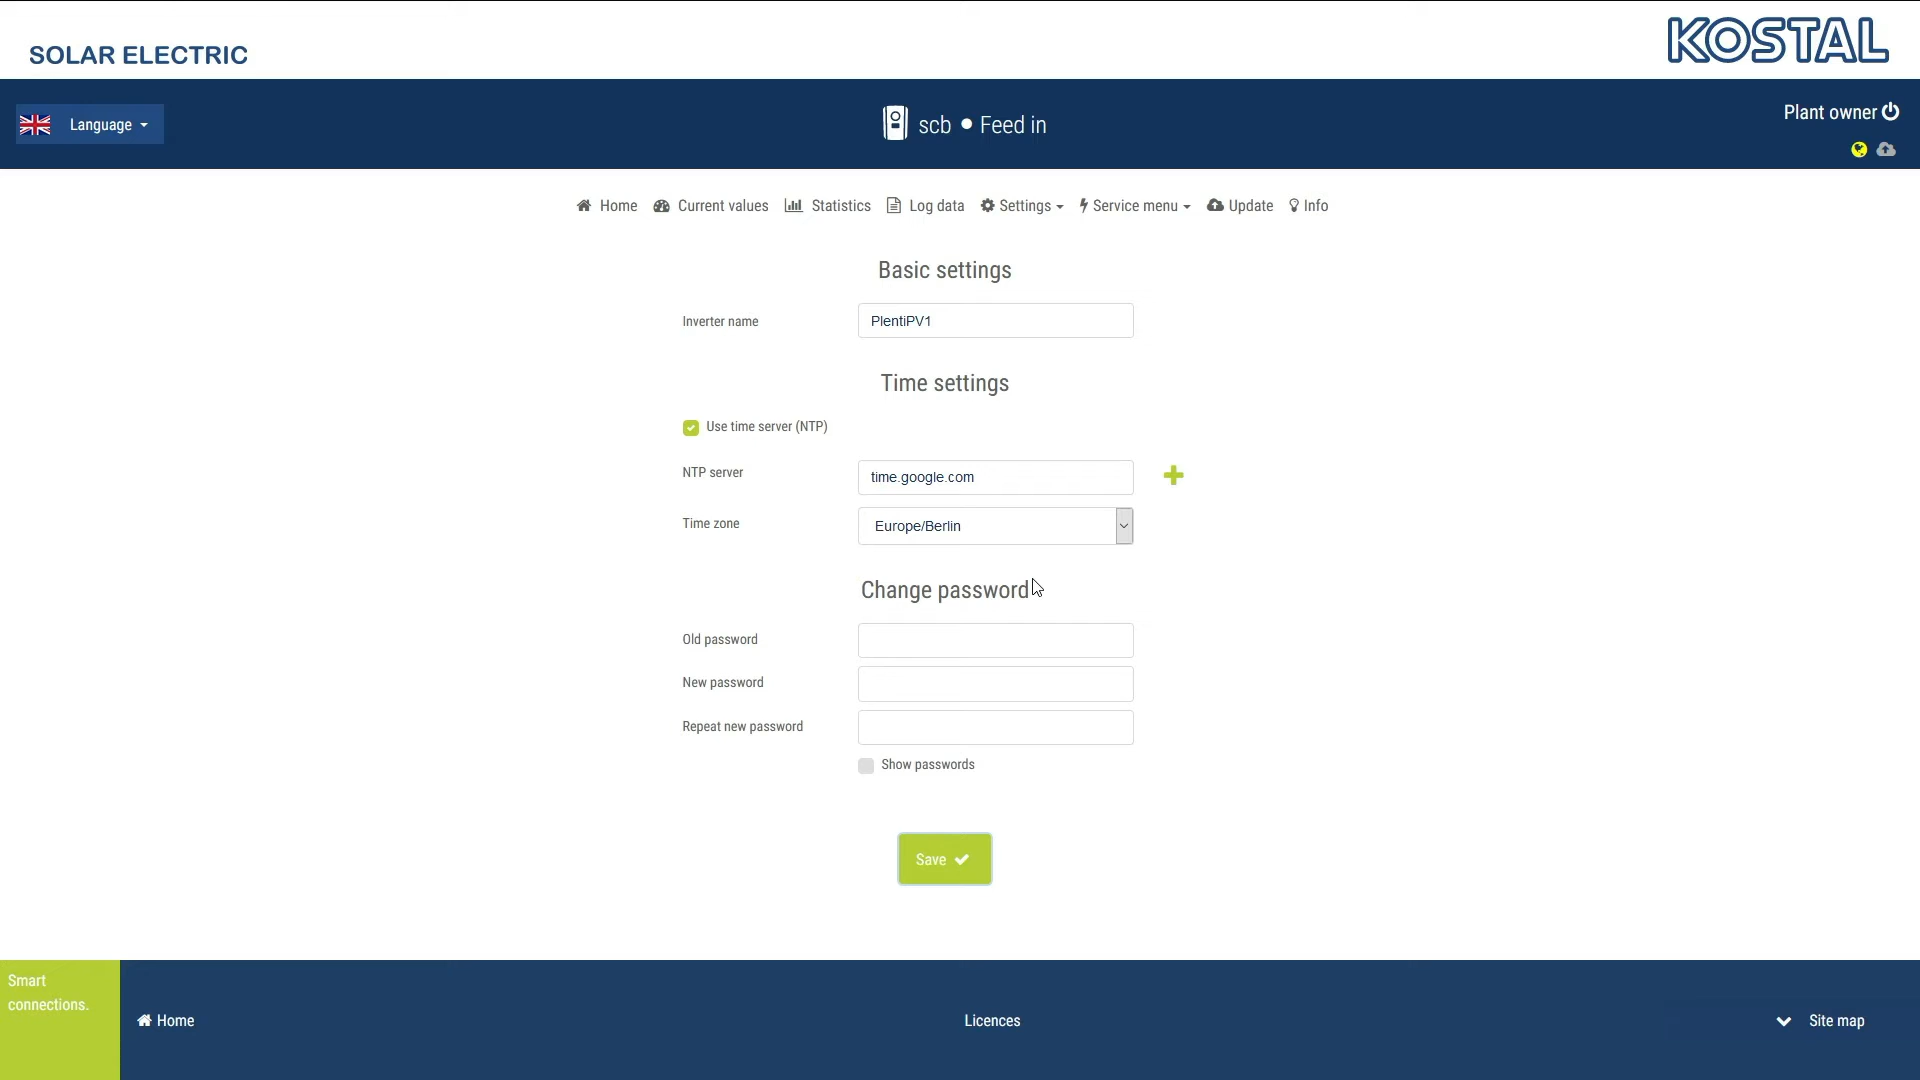 SOLAR ELECTRIC
KOSTAL
Language
scb • Feed in
Plant owner
Home
Current values
Statistics
Log data
Settings
Service menu
Update
Info
Basic settings
Inverter name
PlentiPV1
Time settings
Use time server (NTP)
NTP server
time.google.com
Time zone
Europe/Berlin
Change password
Old password
New password
Repeat new password
Show passwords
Save
Smart
connections.
Home
Licences
Site map